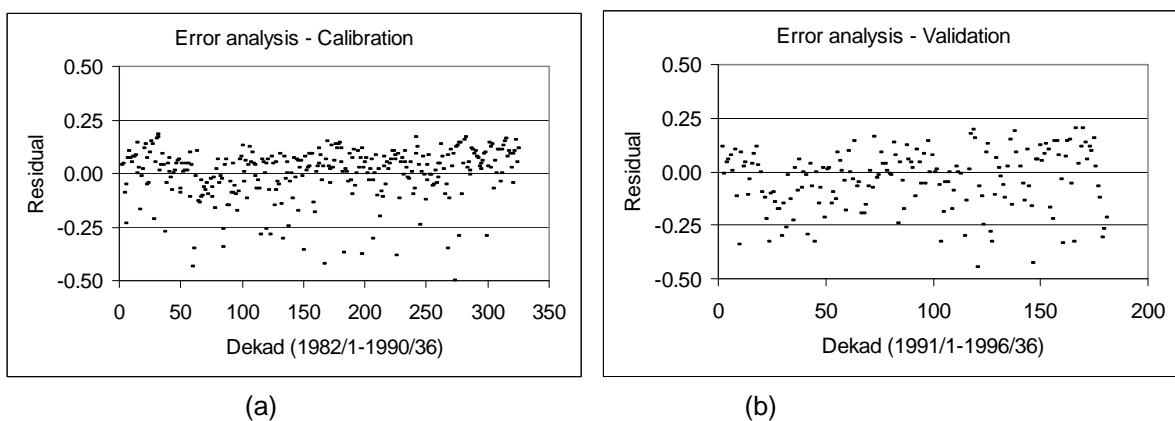 Error analysis - Calibration
0.50
0.25
0.00
-0.25
-0.50
Residual
0 50 100 150 200 250 300 350
Dekad (1982/1-1990/36)
(a)
Error analysis - Validation
0.50
0.25
0.00
-0.25
-0.50
Residual
0 50 100 150 200
Dekad (1991/1-1996/36)
(b)